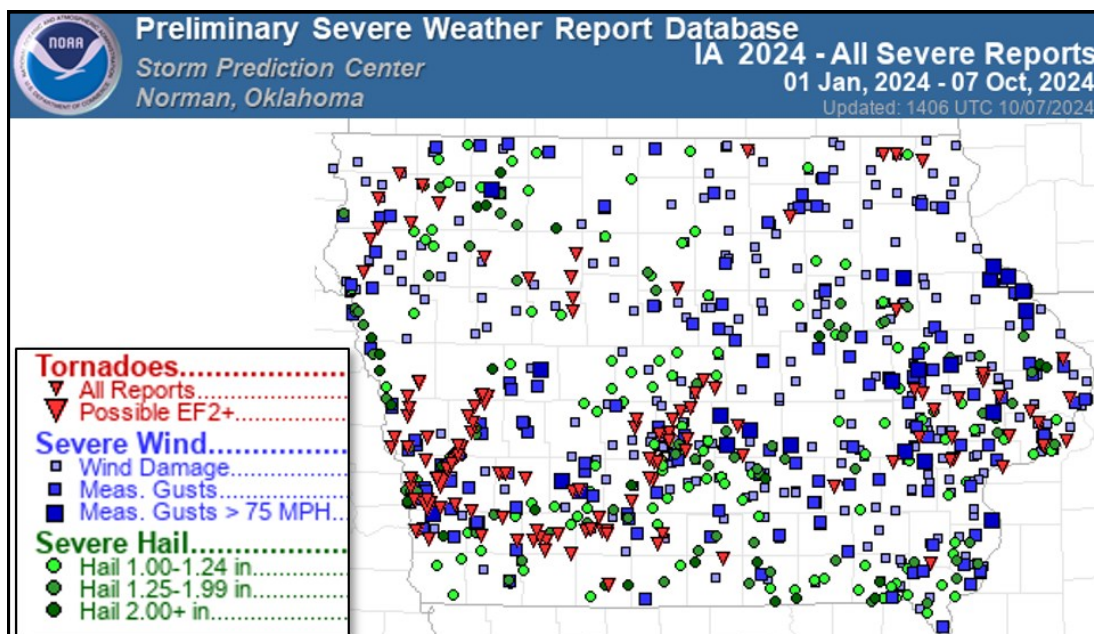 NOAA
Preliminary Severe Weather Report Database
Storm Prediction Center
Norman, Oklahoma
IA 2024 - All Severe Reports
01 Jan, 2024 - 07 Oct, 2024
Updated: 1406 UTC 10/07/2024
Tornadoes......................
All Reports......................
Possible EF2+..................
Severe Wind..................
Wind Damage.................
Meas. Gusts...................
Meas. Gusts > 75 MPH...
Severe Hail.....................
Hail 1.00-1.24 in..............
Hail 1.25-1.99 in..............
Hail 2.00+ in...................